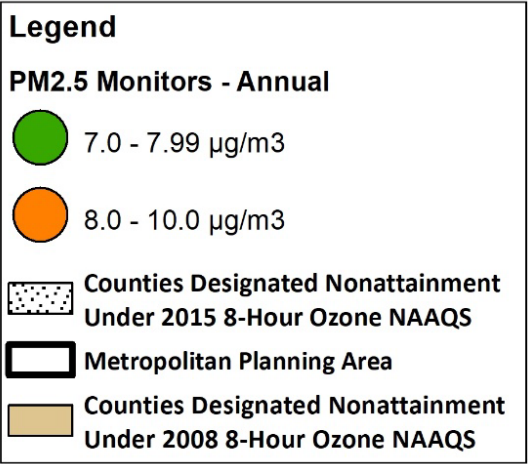 Legend
PM2.5 Monitors - Annual
7.0 - 7.99 µg/m3
8.0 - 10.0 µg/m3
Counties Designated Nonattainment
Under 2015 8-Hour Ozone NAAQS
Metropolitan Planning Area
Counties Designated Nonattainment
Under 2008 8-Hour Ozone NAAQS